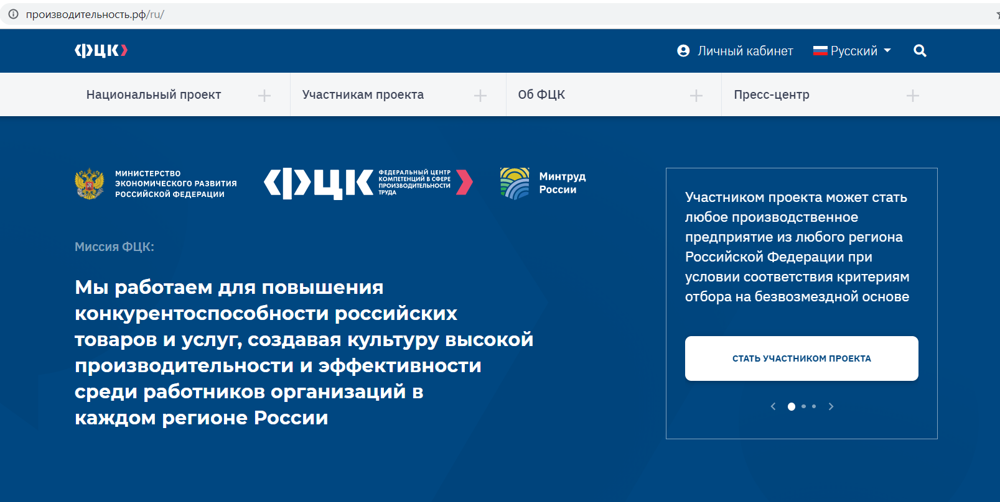 производительность.рф/ru/
ФЦК
Личный кабинет
Русский
Национальный проект
Участникам проекта
Об ФЦК
Пресс-центр
МИНИСТЕРСТВО
ЭКОНОМИЧЕСКОГО РАЗВИТИЯ
РОССИЙСКОЙ ФЕДЕРАЦИИ
ФЦК
ФЕДЕРАЛЬНЫЙ ЦЕНТР
КОМПЕТЕНЦИЙ В СФЕРЕ
ПРОИЗВОДИТЕЛЬНОСТИ
ТРУДА
Минтруд
России
Миссия ФЦК:
Мы работаем для повышения
конкурентоспособности российских
товаров и услуг, создавая культуру высокой
производительности и эффективности
среди работников организаций в
каждом регионе России
Участником проекта может стать
любое производственное
предприятие из любого региона
Российской Федерации при
условии соответствия критериям
отбора на безвозмездной основе
СТАТЬ УЧАСТНИКОМ ПРОЕКТА